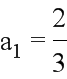 a₁ = 2/3